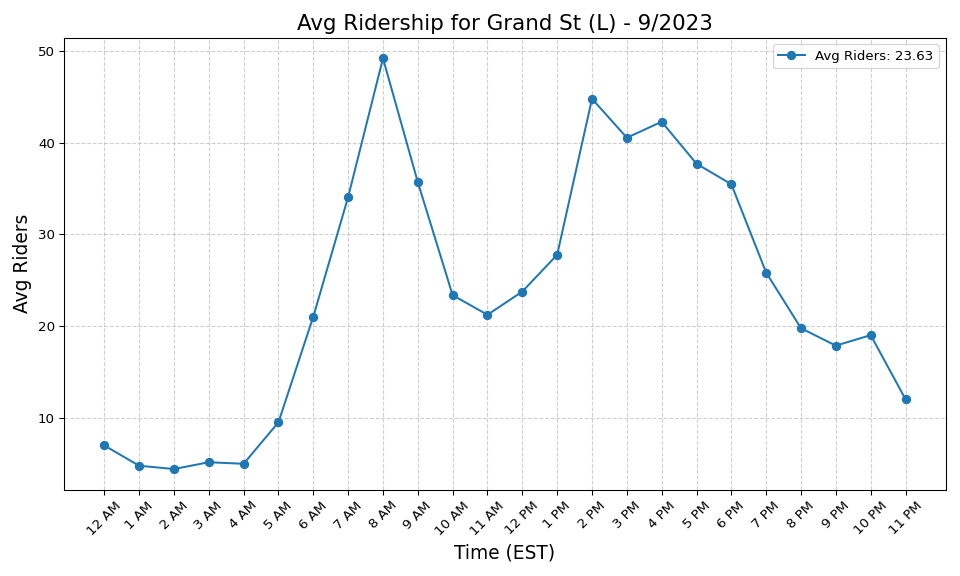 Avg Ridership for Grand St (L) - 9/2023
Avg Riders: 23.63
50
40
30
20
10
Avg Riders
12 AM 1 AM 2 AM 3 AM 4 AM 5 AM 6 AM 7 AM 8 AM 9 AM 10 AM 11 AM 12 PM 1 PM 2 PM 3 PM 4 PM 5 PM 6 PM 7 PM 8 PM 9 PM 10 PM 11 PM
Time (EST)